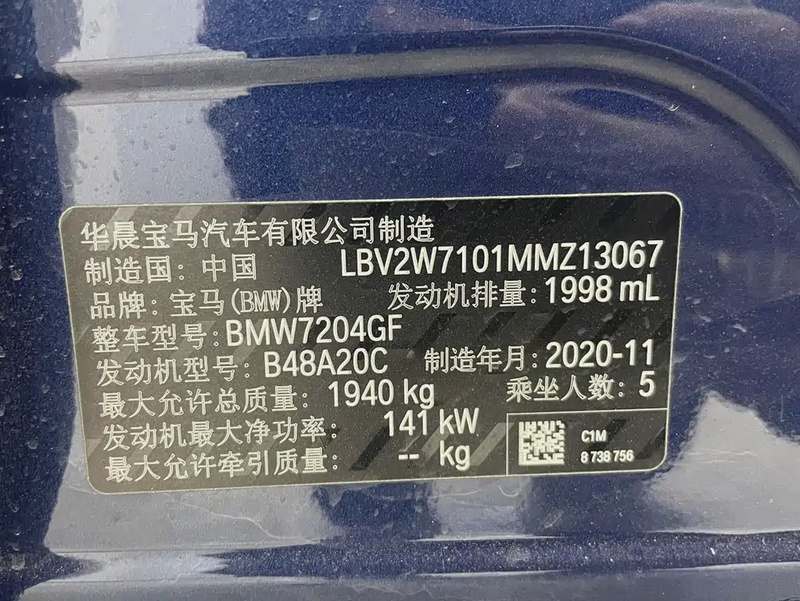 华晨宝马汽车有限公司制造
制造国: 中国 LBV2W7101MMZ13067
品牌: 宝马(BMW)牌 发动机排量: 1998 mL
整车型号: BMW7204GF
发动机型号: B48A20C 制造年月: 2020-11
最大允许总质量: 1940 kg 乘坐人数: 5
发动机最大净功率: 141 kW
最大允许牵引质量: -- kg
C1M
8 738 756